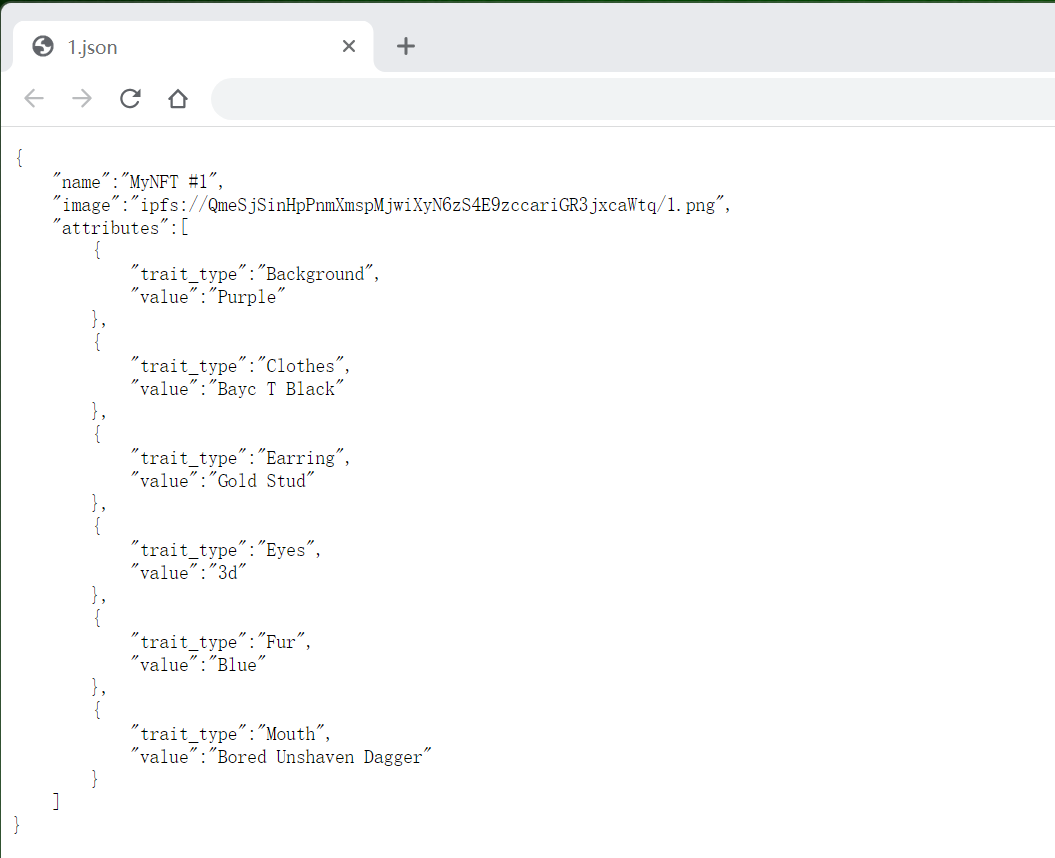 1.json
{
"name":"MyNFT #1",
"image":"ipfs://QmeSjSinHpPnmXmspMjwiXyN6zS4E9zccariGR3jxcaWtq/1.png",
"attributes":[
{
"trait_type":"Background",
"value":"Purple"
},
{
"trait_type":"Clothes",
"value":"Bayc T Black"
},
{
"trait_type":"Earring",
"value":"Gold Stud"
},
{
"trait_type":"Eyes",
"value":"3d"
},
{
"trait_type":"Fur",
"value":"Blue"
},
{
"trait_type":"Mouth",
"value":"Bored Unshaven Dagger"
}
]
}